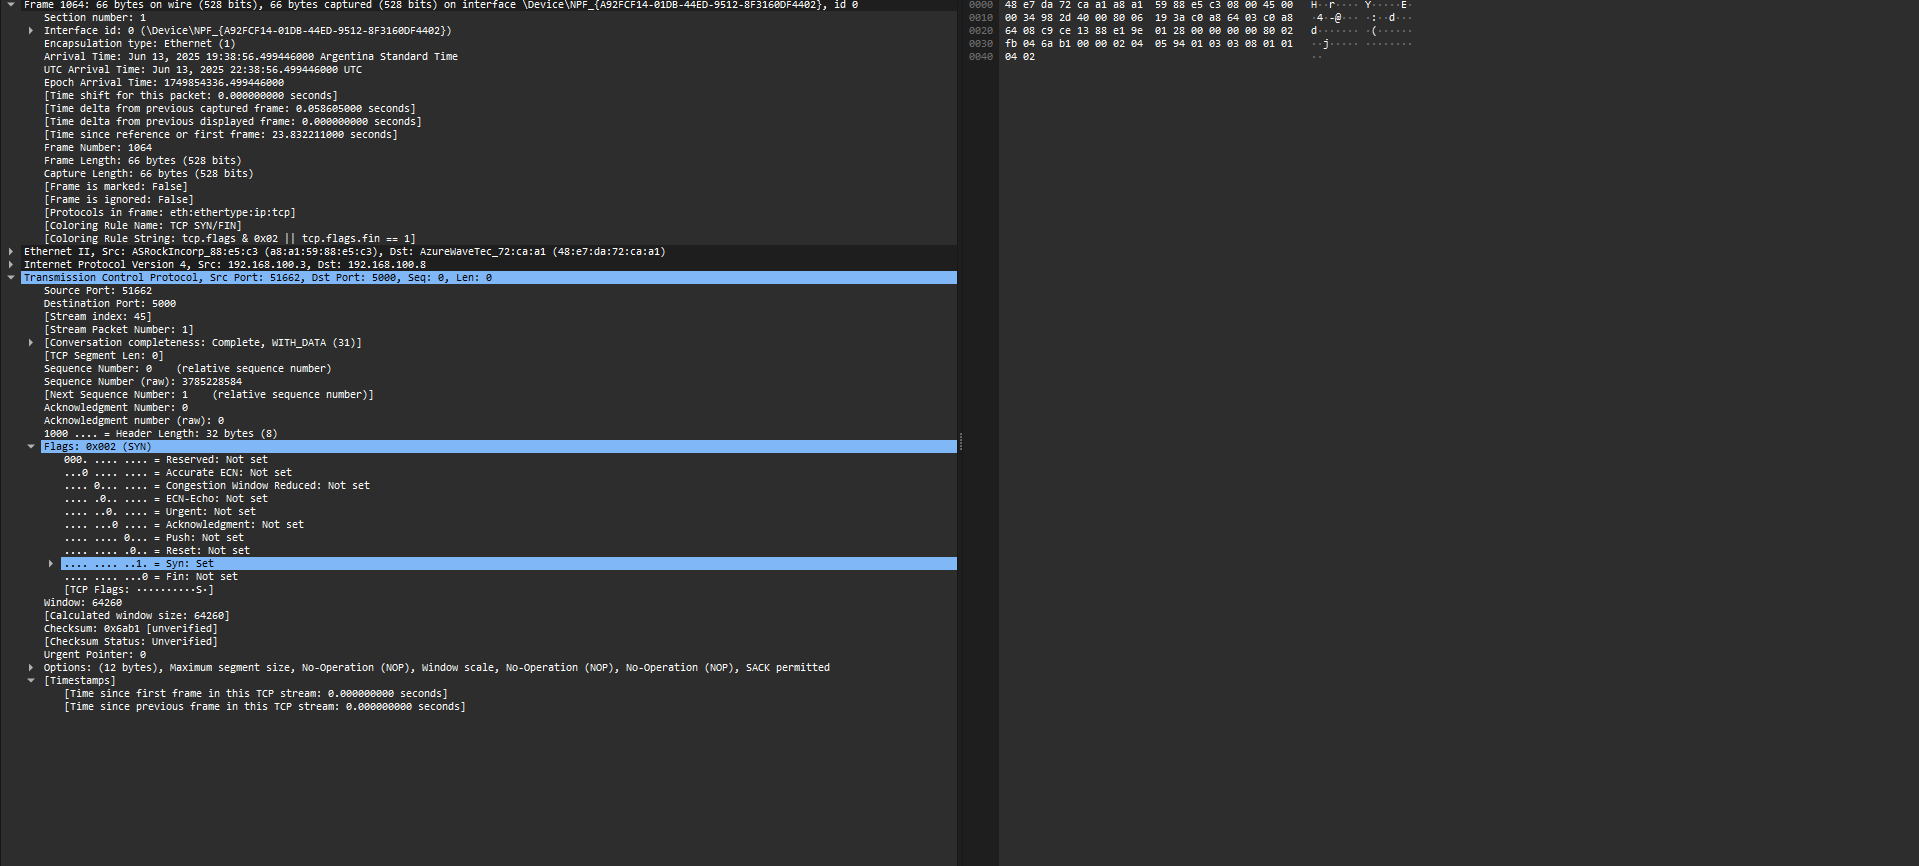 Frame 1064: 66 bytes on wire (528 bits), 66 bytes captured (528 bits) on interface \Device\NPF_{A92FCF14-01DB-44ED-9512-8F3160DF4402}, id 0
Section number: 1
Interface id: 0 (\Device\NPF_{A92FCF14-01DB-44ED-9512-8F3160DF4402})
Encapsulation type: Ethernet (1)
Arrival Time: Jun 13, 2025 19:38:56.499446000 Argentina Standard Time
UTC Arrival Time: Jun 13, 2025 22:38:56.499446000 UTC
Epoch Arrival Time: 1749854336.499446000
[Time shift for this packet: 0.000000000 seconds]
[Time delta from previous captured frame: 0.058605000 seconds]
[Time delta from previous displayed frame: 0.000000000 seconds]
[Time since reference or first frame: 23.832211000 seconds]
Frame Number: 1064
Frame Length: 66 bytes (528 bits)
Capture Length: 66 bytes (528 bits)
[Frame is marked: False]
[Frame is ignored: False]
[Protocols in frame: eth:ethertype:ip:tcp]
[Coloring Rule Name: TCP SYN/FIN]
[Coloring Rule String: tcp.flags & 0x02 || tcp.flags.fin == 1]
Ethernet II, Src: ASRockIncorp_88:e5:c3 (a8:a1:59:88:e5:c3), Dst: AzureWaveTec_72:ca:a1 (48:e7:da:72:ca:a1)
Internet Protocol Version 4, Src: 192.168.100.3, Dst: 192.168.100.8
Transmission Control Protocol, Src Port: 51662, Dst Port: 5000, Seq: 0, Len: 0
Source Port: 51662
Destination Port: 5000
[Stream index: 45]
[Stream Packet Number: 1]
[Conversation completeness: Complete, WITH_DATA (31)]
[TCP Segment Len: 0]
Sequence Number: 0    (relative sequence number)
Sequence Number (raw): 3785228584
[Next Sequence Number: 1    (relative sequence number)]
Acknowledgment Number: 0
Acknowledgment number (raw): 0
1000 .... = Header Length: 32 bytes (8)
Flags: 0x002 (SYN)
000. .... .... = Reserved: Not set
...0 .... .... = Accurate ECN: Not set
.... 0... .... = Congestion Window Reduced: Not set
.... .0.. .... = ECN-Echo: Not set
.... ..0. .... = Urgent: Not set
.... ...0 .... = Acknowledgment: Not set
.... .... 0... = Push: Not set
.... .... .0.. = Reset: Not set
.... .... ..1. = Syn: Set
.... .... ...0 = Fin: Not set
[TCP Flags: ··········S·]
Window: 64260
[Calculated window size: 64260]
Checksum: 0x6ab1 [unverified]
[Checksum Status: Unverified]
Urgent Pointer: 0
Options: (12 bytes), Maximum segment size, No-Operation (NOP), Window scale, No-Operation (NOP), No-Operation (NOP), SACK permitted
[Timestamps]
[Time since first frame in this TCP stream: 0.000000000 seconds]
[Time since previous frame in this TCP stream: 0.000000000 seconds]
0000 48 e7 da 72 ca a1 a8 a1 59 88 e5 c3 08 00 45 00 H··r···· Y·····E·
0010 00 34 98 2d 40 00 80 06 19 3a c0 a8 64 03 c0 a8 ·4·-@··· ·:··d···
0020 64 08 c9 ce 13 88 e1 9e 01 28 00 00 00 00 80 02 d······· ·(······
0030 fb 04 6a b1 00 00 02 04 05 94 01 03 03 08 01 01 ··j····· ········
0040 04 02 ··